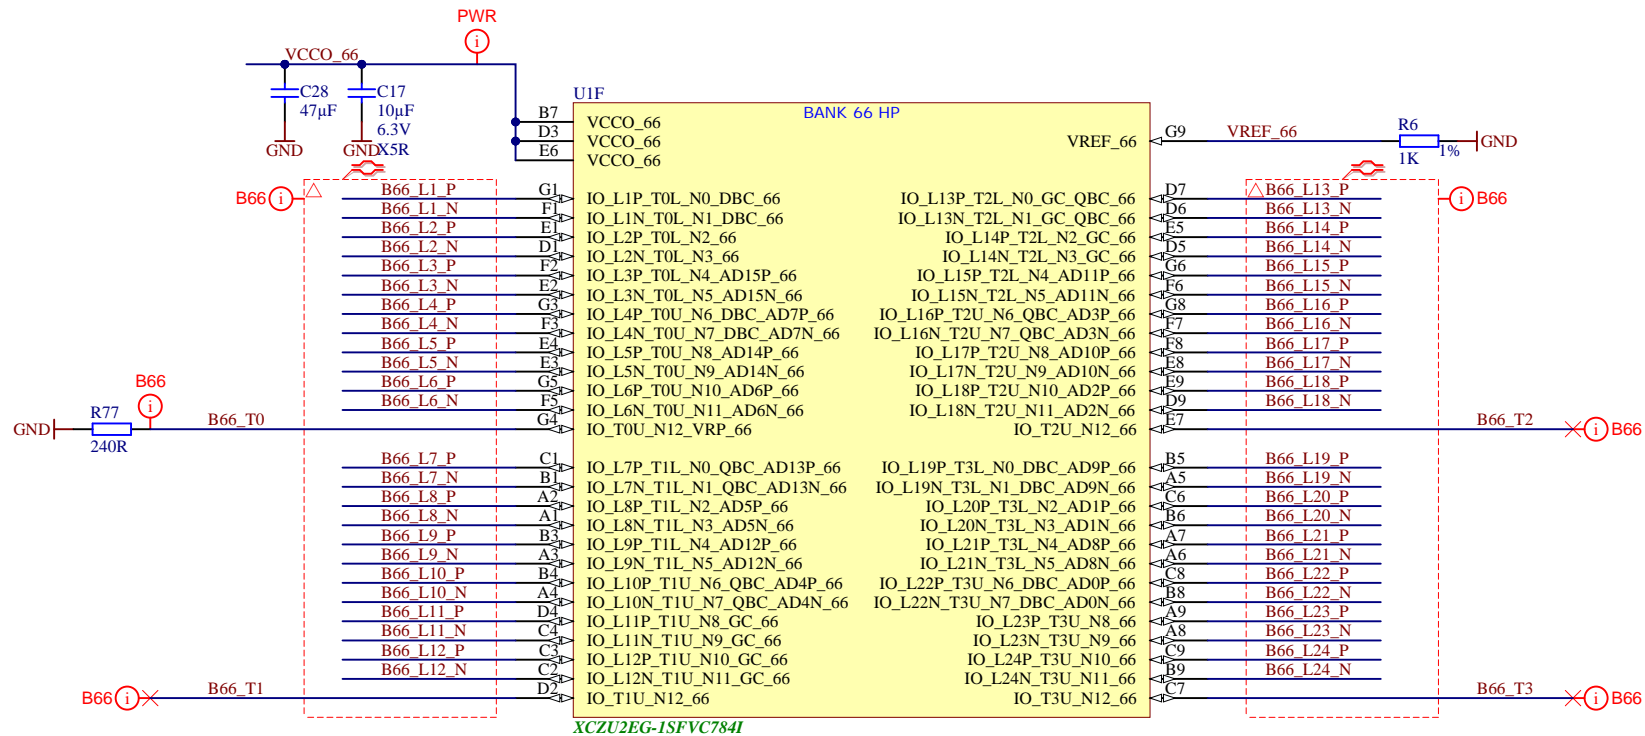 PWR
i
VCCO_66
C28
47µF
GND
C17
10µF
6.3V
X5R
GND
U1F
BANK 66 HP
B7 VCCO_66
D3 VCCO_66
E6 VCCO_66
VREF_66 G9 VREF_66
R6
1K
1%
GND
B66 i
i B66
B66_L1_P G1 IO_L1P_T0L_N0_DBC_66
B66_L1_N F1 IO_L1N_T0L_N1_DBC_66
B66_L2_P E1 IO_L2P_T0L_N2_66
B66_L2_N D1 IO_L2N_T0L_N3_66
B66_L3_P F2 IO_L3P_T0L_N4_AD15P_66
B66_L3_N E2 IO_L3N_T0L_N5_AD15N_66
B66_L4_P G3 IO_L4P_T0U_N6_DBC_AD7P_66
B66_L4_N F3 IO_L4N_T0U_N7_DBC_AD7N_66
B66_L5_P E4 IO_L5P_T0U_N8_AD14P_66
B66_L5_N E3 IO_L5N_T0U_N9_AD14N_66
B66_L6_P G5 IO_L6P_T0U_N10_AD6P_66
B66_L6_N F5 IO_L6N_T0U_N11_AD6N_66
B66
i
GND R77 240R
B66_T0 G4 IO_T0U_N12_VRP_66
B66_L7_P C1 IO_L7P_T1L_N0_QBC_AD13P_66
B66_L7_N B1 IO_L7N_T1L_N1_QBC_AD13N_66
B66_L8_P A2 IO_L8P_T1L_N2_AD5P_66
B66_L8_N A1 IO_L8N_T1L_N3_AD5N_66
B66_L9_P B3 IO_L9P_T1L_N4_AD12P_66
B66_L9_N A3 IO_L9N_T1L_N5_AD12N_66
B66_L10_P B4 IO_L10P_T1U_N6_QBC_AD4P_66
B66_L10_N A4 IO_L10N_T1U_N7_QBC_AD4N_66
B66_L11_P D4 IO_L11P_T1U_N8_GC_66
B66_L11_N C4 IO_L11N_T1U_N9_GC_66
B66_L12_P C3 IO_L12P_T1U_N10_GC_66
B66_L12_N C2 IO_L12N_T1U_N11_GC_66
B66 i B66_T1 D2 IO_T1U_N12_66
IO_L13P_T2L_N0_GC_QBC_66 D7 B66_L13_P
IO_L13N_T2L_N1_GC_QBC_66 D6 B66_L13_N
IO_L14P_T2L_N2_GC_66 E5 B66_L14_P
IO_L14N_T2L_N3_GC_66 D5 B66_L14_N
IO_L15P_T2L_N4_AD11P_66 G6 B66_L15_P
IO_L15N_T2L_N5_AD11N_66 F6 B66_L15_N
IO_L16P_T2U_N6_QBC_AD3P_66 G8 B66_L16_P
IO_L16N_T2U_N7_QBC_AD3N_66 F7 B66_L16_N
IO_L17P_T2U_N8_AD10P_66 F8 B66_L17_P
IO_L17N_T2U_N9_AD10N_66 E8 B66_L17_N
IO_L18P_T2U_N10_AD2P_66 E9 B66_L18_P
IO_L18N_T2U_N11_AD2N_66 D9 B66_L18_N
IO_T2U_N12_66 E7 B66_T2 i B66
IO_L19P_T3L_N0_DBC_AD9P_66 B5 B66_L19_P
IO_L19N_T3L_N1_DBC_AD9N_66 A5 B66_L19_N
IO_L20P_T3L_N2_AD1P_66 C6 B66_L20_P
IO_L20N_T3L_N3_AD1N_66 B6 B66_L20_N
IO_L21P_T3L_N4_AD8P_66 A7 B66_L21_P
IO_L21N_T3L_N5_AD8N_66 A6 B66_L21_N
IO_L22P_T3U_N6_DBC_AD0P_66 C8 B66_L22_P
IO_L22N_T3U_N7_DBC_AD0N_66 B8 B66_L22_N
IO_L23P_T3U_N8_66 A9 B66_L23_P
IO_L23N_T3U_N9_66 A8 B66_L23_N
IO_L24P_T3U_N10_66 C9 B66_L24_P
IO_L24N_T3U_N11_66 B9 B66_L24_N
IO_T3U_N12_66 C7 B66_T3 i B66
XCZU2EG-1SFVC784I